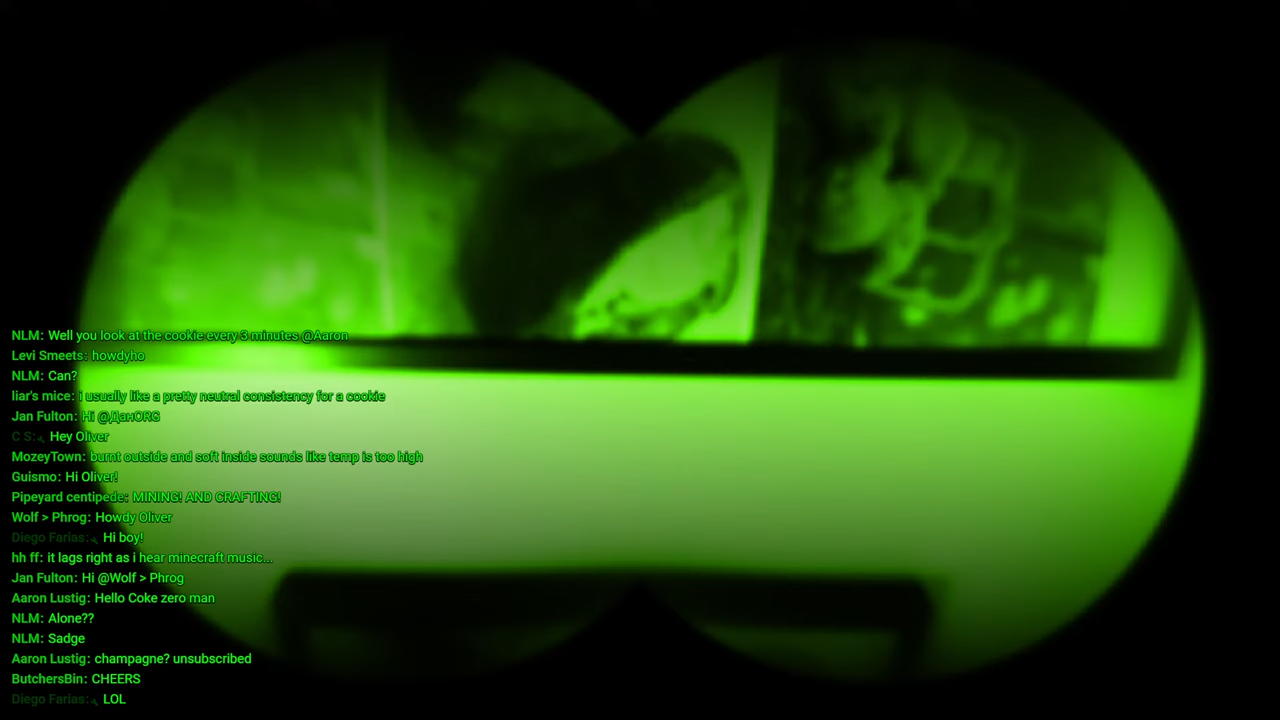 NLM: Well you look at the cookie every 3 minutes @Aaron
Levi Smeets: howdyho
NLM: Can?
liar's mice: i usually like a pretty neutral consistency for a cookie
Jan Fulton: Hi @ДанORG
C S: Hey Oliver
MozeyTown: burnt outside and soft inside sounds like temp is too high
Guismo: Hi Oliver!
Pipeyard centipede: MINING! AND CRAFTING!
Wolf > Phrog: Howdy Oliver
Diego Farias: Hi boy!
hh ff: it lags right as i hear minecraft music...
Jan Fulton: Hi @Wolf > Phrog
Aaron Lustig: Hello Coke zero man
NLM: Alone??
NLM: Sadge
Aaron Lustig: champagne? unsubscribed
ButchersBin: CHEERS
Diego Farias: LOL